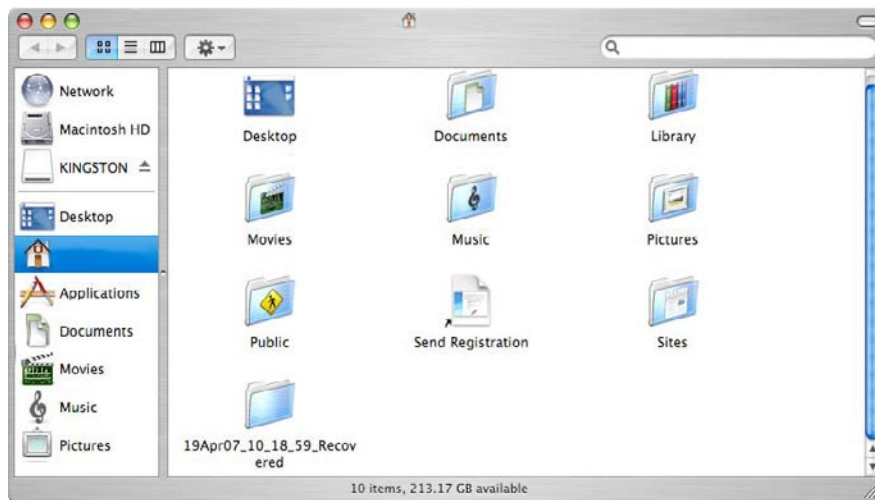 Network
Macintosh HD
KINGSTON
Desktop
Applications
Documents
Movies
Music
Pictures
Desktop
Documents
Library
Movies
Music
Pictures
Public
Send Registration
Sites
19Apr07_10_18_59_Recov
ered
10 items, 213.17 GB available